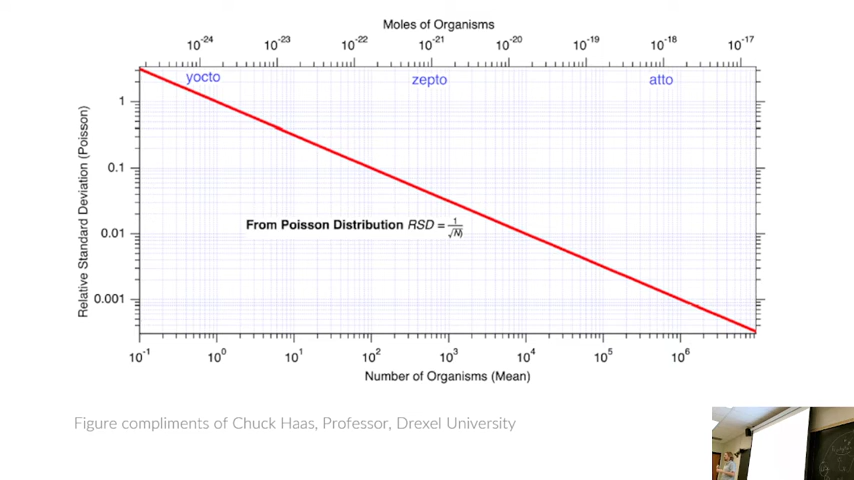 Moles of Organisms
10⁻²⁴ 10⁻²³ 10⁻²² 10⁻²¹ 10⁻²⁰ 10⁻¹⁹ 10⁻¹⁸ 10⁻¹⁷
yocto zepto atto
Relative Standard Deviation (Poisson)
1
0.1
0.01
0.001
From Poisson Distribution RSD = 1/√N
10⁻¹ 10⁰ 10¹ 10² 10³ 10⁴ 10⁵ 10⁶
Number of Organisms (Mean)
Figure compliments of Chuck Haas, Professor, Drexel University